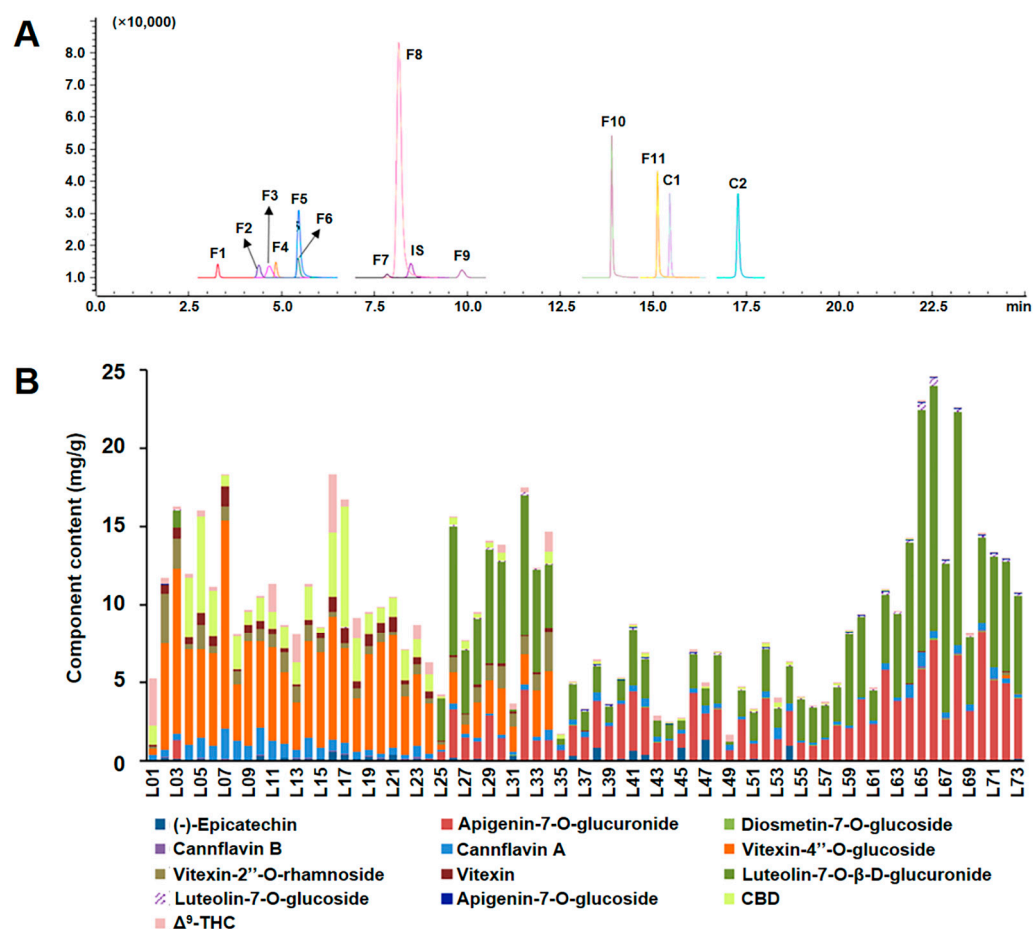 A
(×10,000)
8.0
7.0
6.0
5.0
4.0
3.0
2.0
1.0
F1
F2
F3
F4
F5
F6
F7
F8
IS
F9
F10
F11
C1
C2
0.0 2.5 5.0 7.5 10.0 12.5 15.0 17.5 20.0 22.5 min
B
Component content (mg/g)
25
20
15
10
5
0
L01 L03 L05 L07 L09 L11 L13 L15 L17 L19 L21 L23 L25 L27 L29 L31 L33 L35 L37 L39 L41 L43 L45 L47 L49 L51 L53 L55 L57 L59 L61 L63 L65 L67 L69 L71 L73
(-)-Epicatechin Apigenin-7-O-glucuronide Diosmetin-7-O-glucoside
Cannflavin B Cannflavin A Vitexin-4’’-O-glucoside
Vitexin-2’’-O-rhamnoside Vitexin Luteolin-7-O-β-D-glucuronide
Luteolin-7-O-glucoside Apigenin-7-O-glucoside CBD
Δ⁹-THC